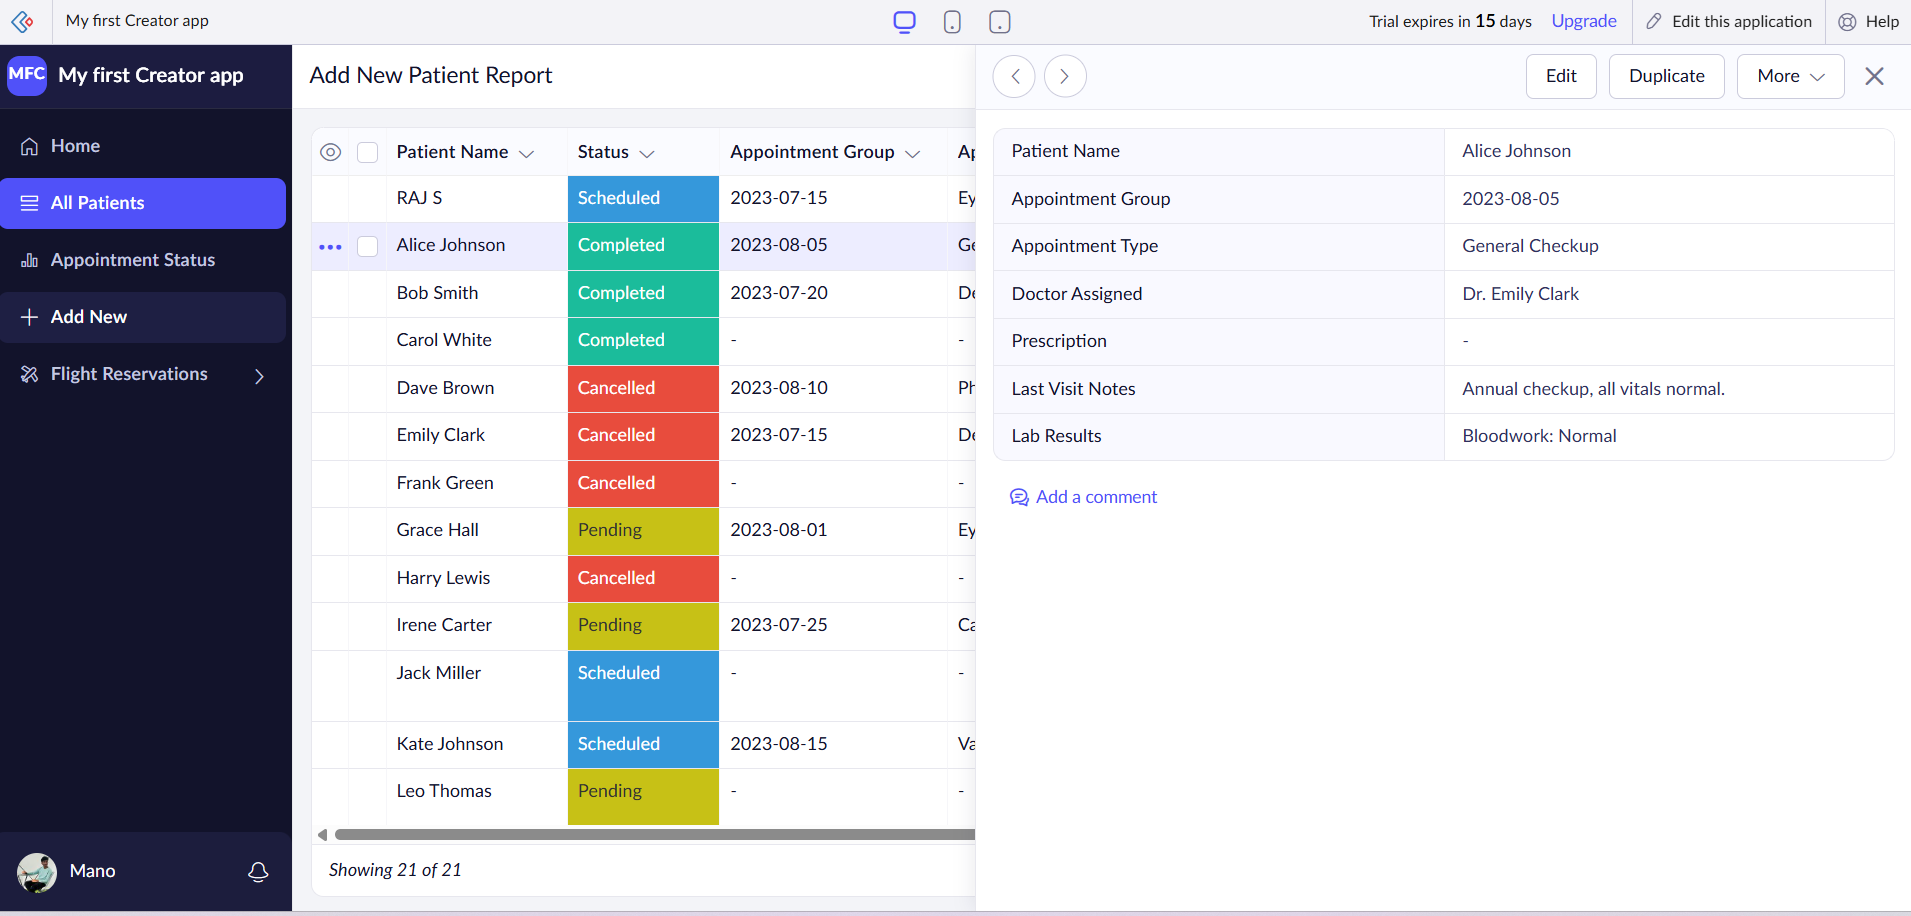 My first Creator app
Trial expires in 15 days
Upgrade
Edit this application
Help
MFC
My first Creator app
Home
All Patients
Appointment Status
Add New
Flight Reservations
Mano
Add New Patient Report
Patient Name Status Appointment Group Ap
RAJ S Scheduled 2023-07-15 Ey
Alice Johnson Completed 2023-08-05 Ge
Bob Smith Completed 2023-07-20 De
Carol White Completed - -
Dave Brown Cancelled 2023-08-10 Ph
Emily Clark Cancelled 2023-07-15 De
Frank Green Cancelled - -
Grace Hall Pending 2023-08-01 Ey
Harry Lewis Cancelled - -
Irene Carter Pending 2023-07-25 Ca
Jack Miller Scheduled - -
Kate Johnson Scheduled 2023-08-15 Va
Leo Thomas Pending - -
Showing 21 of 21
Edit
Duplicate
More
Patient Name Alice Johnson
Appointment Group 2023-08-05
Appointment Type General Checkup
Doctor Assigned Dr. Emily Clark
Prescription -
Last Visit Notes Annual checkup, all vitals normal.
Lab Results Bloodwork: Normal
Add a comment